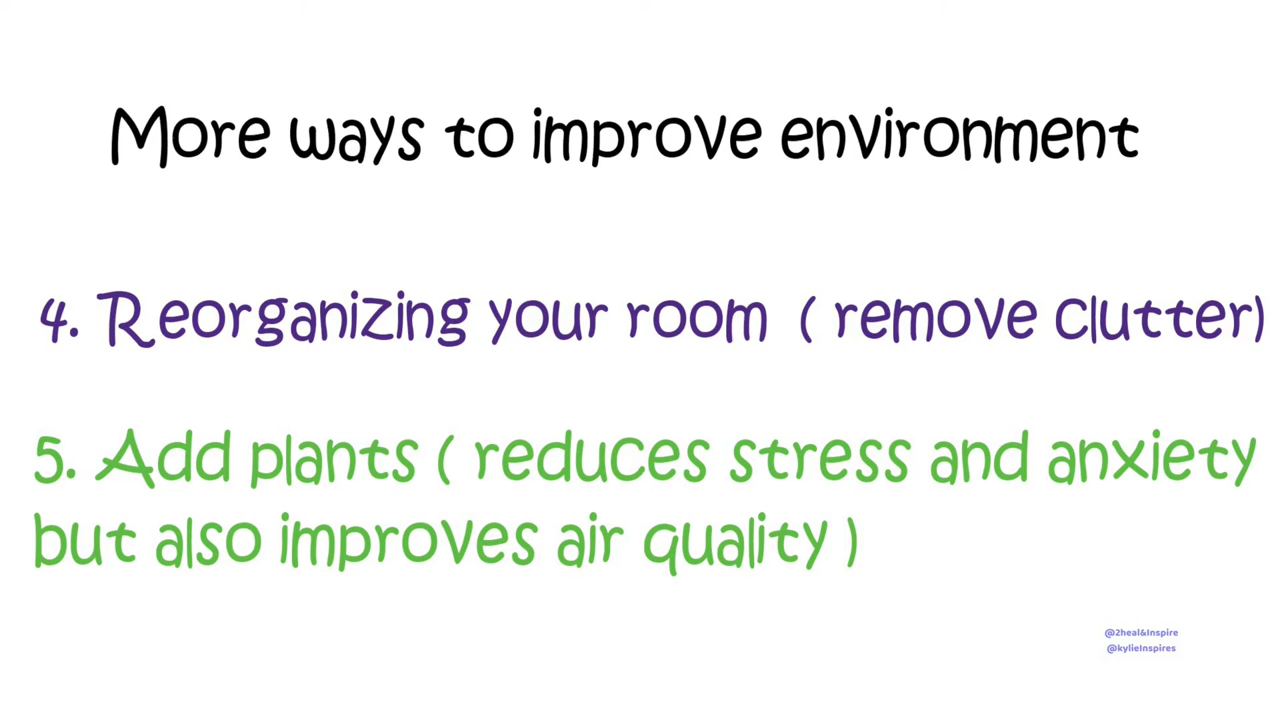 More ways to improve environment
4. Reorganizing your room ( remove clutter)
5. Add plants ( reduces stress and anxiety
but also improves air quality )
@2heal&Inspire
@kylieInspires